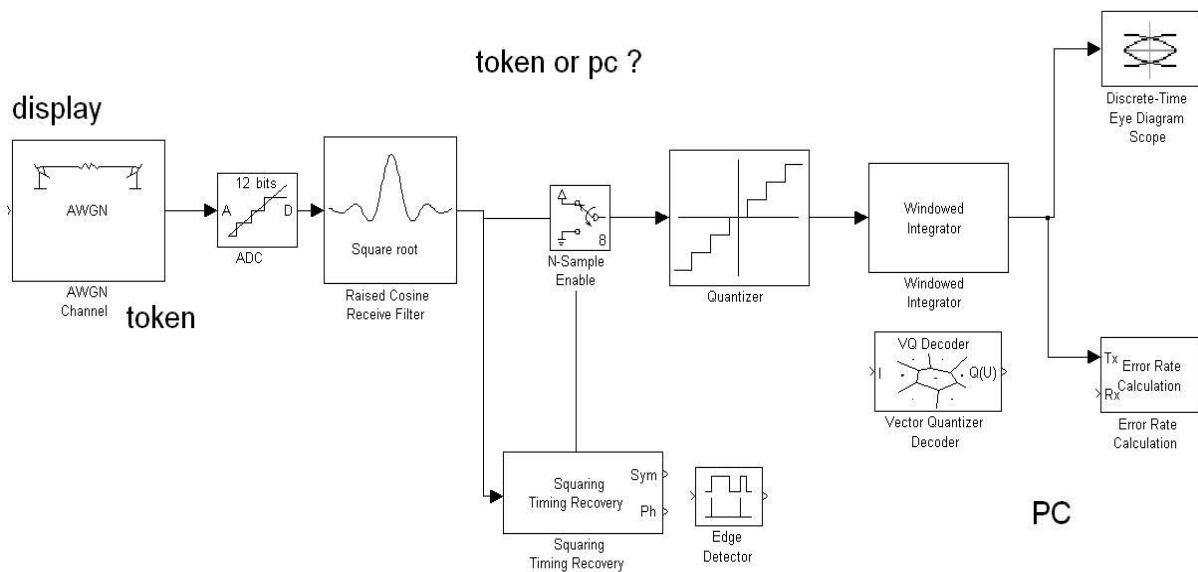 token or pc ?
display
AWGN
AWGN
Channel
token
12 bits
A
D
ADC
Square root
Raised Cosine
Receive Filter
8
N-Sample
Enable
Quantizer
Windowed
Integrator
Windowed
Integrator
Discrete-Time
Eye Diagram
Scope
VQ Decoder
I
Q(U)
Vector Quantizer
Decoder
Tx
Rx
Error Rate
Calculation
Error Rate
Calculation
Squaring
Timing Recovery
Sym
Ph
Squaring
Timing Recovery
Edge
Detector
PC